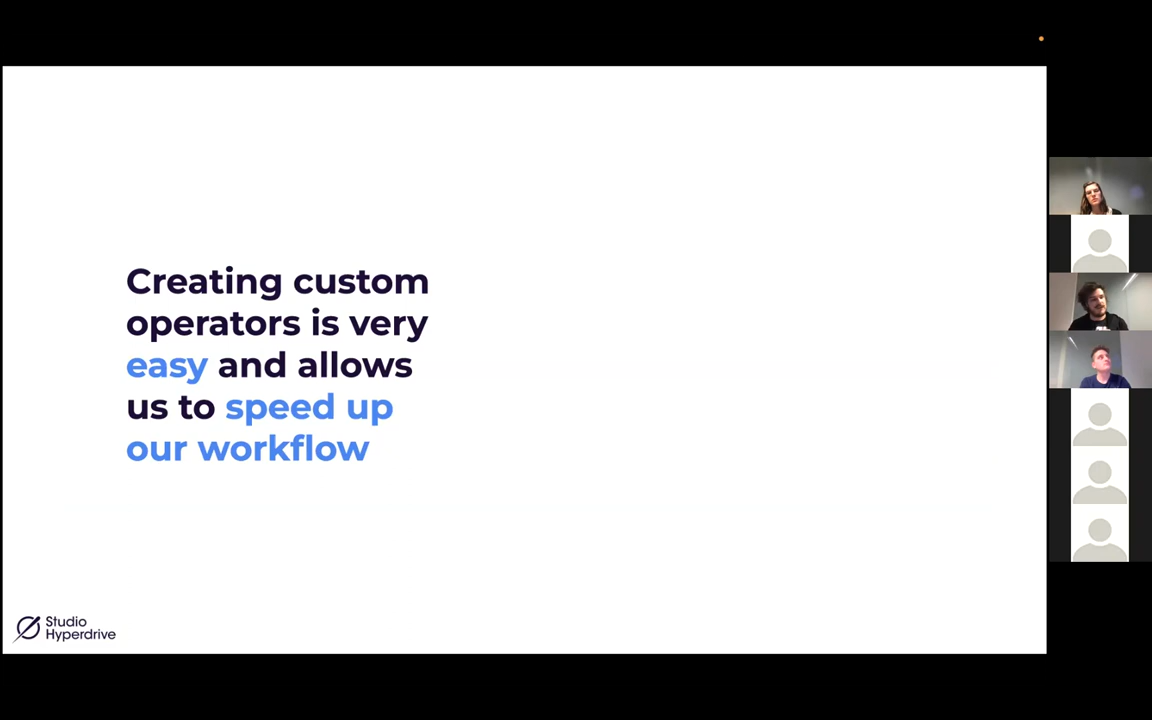 Creating custom
operators is very
easy and allows
us to speed up
our workflow
Studio
Hyperdrive